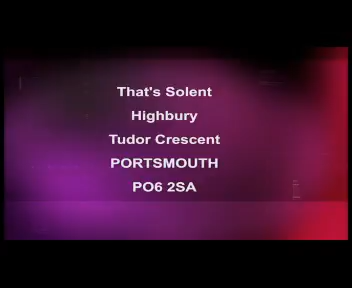 That's Solent
Highbury
Tudor Crescent
PORTSMOUTH
PO6 2SA